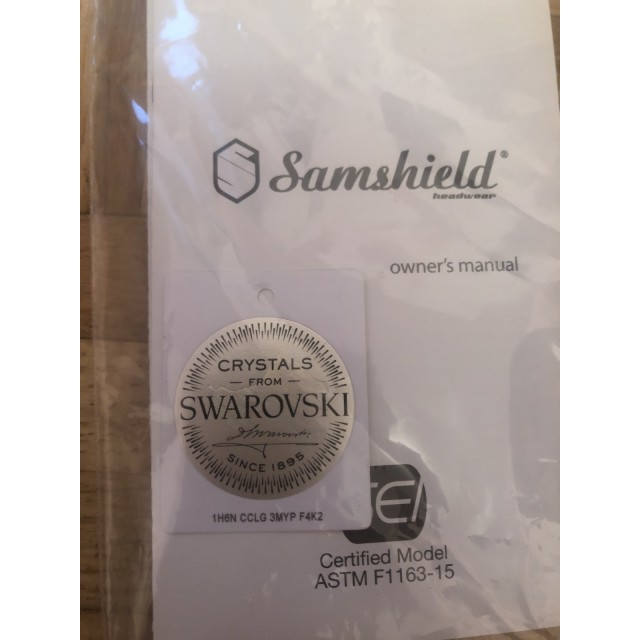 Samshield®
headwear
owner's manual
CRYSTALS
FROM
SWAROVSKI
SINCE 1895
1H6N CCLG 3MYP F4K2
SEI
Certified Model
ASTM F1163-15